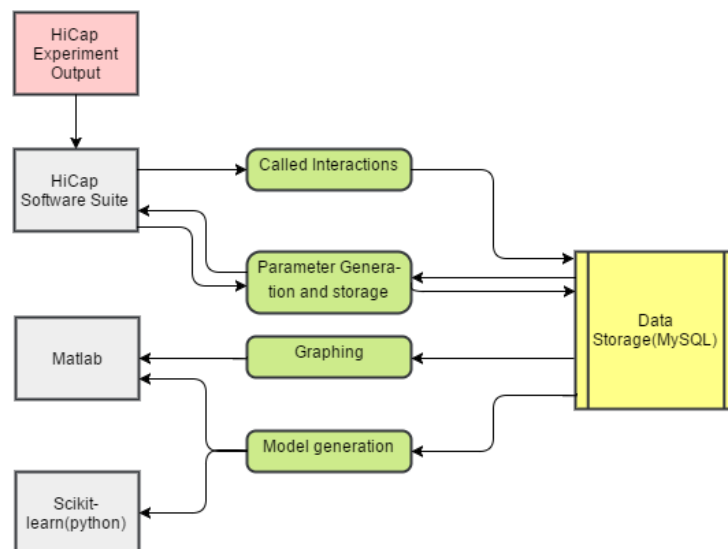 HiCap
Experiment
Output
HiCap
Software Suite
Called Interactions
Parameter Genera-
tion and storage
Data
Storage(MySQL)
Matlab
Graphing
Model generation
Scikit-
learn(python)